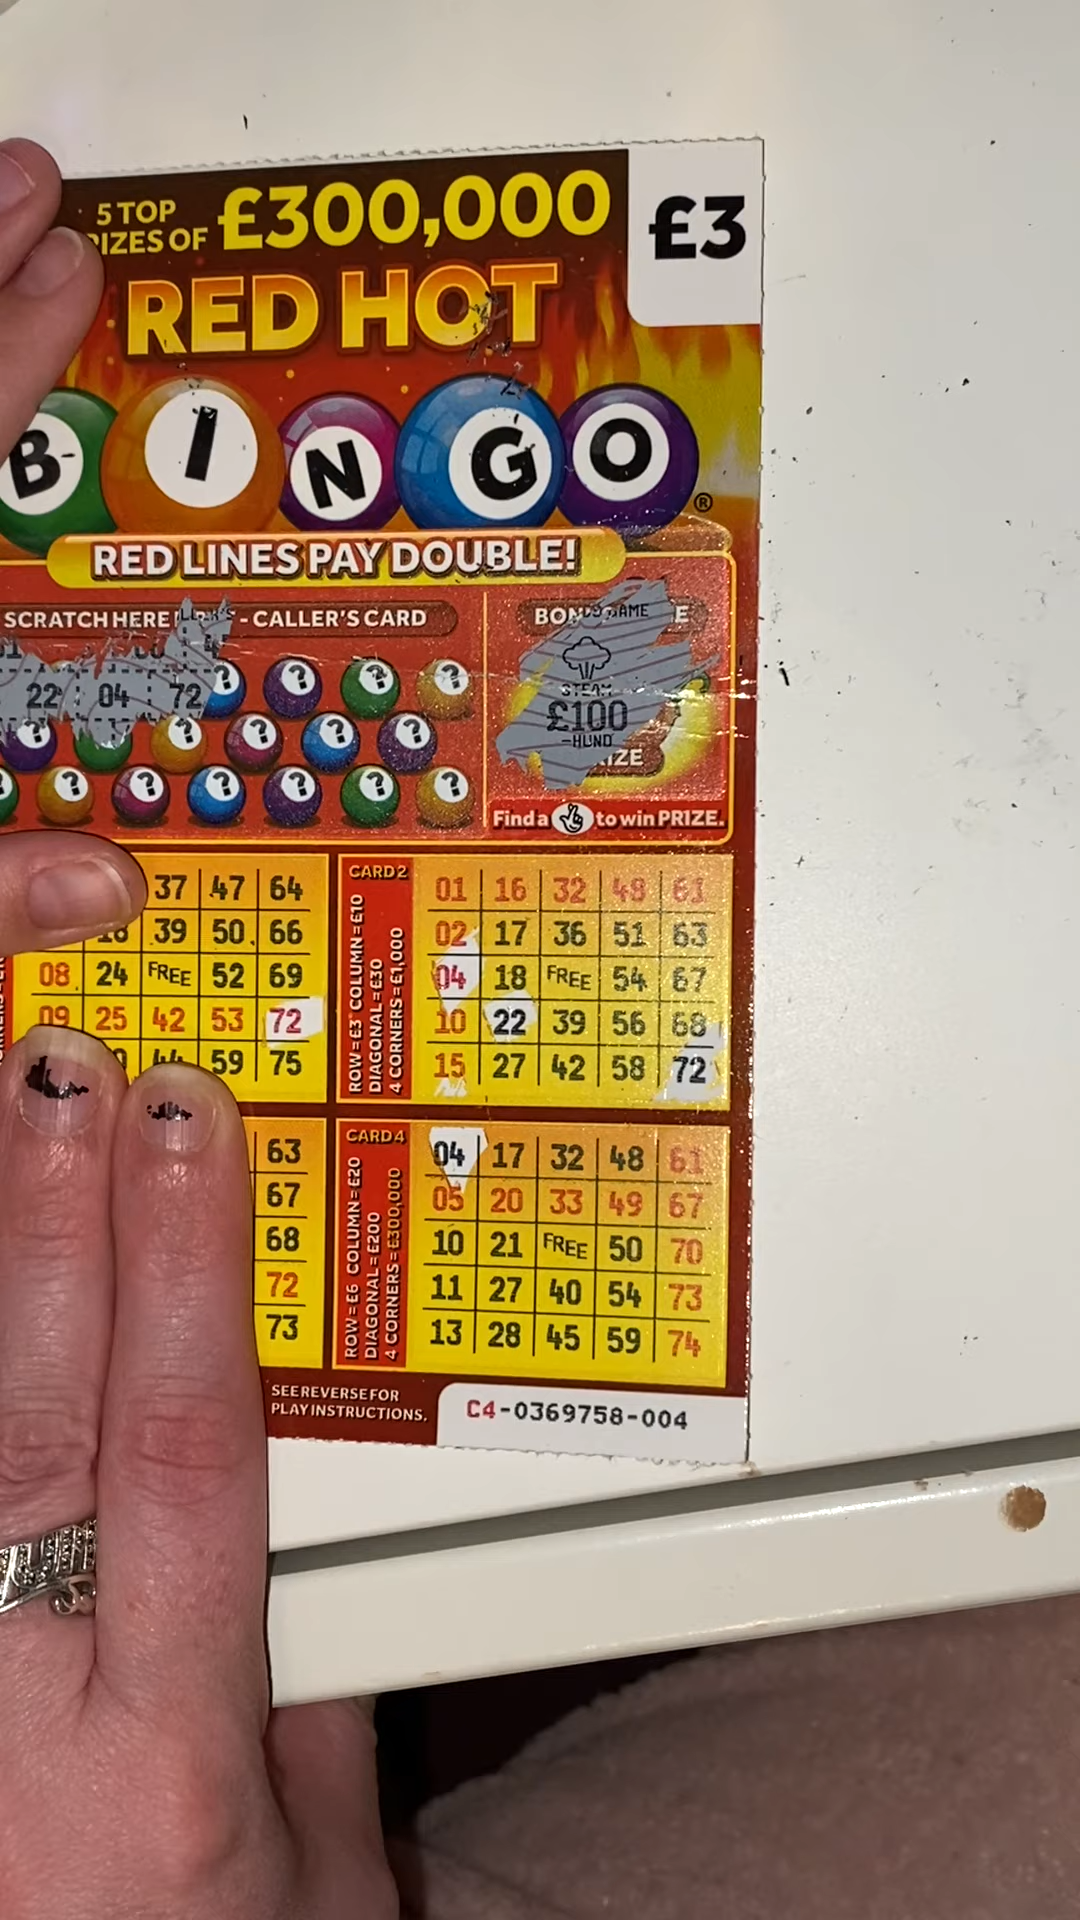 5 TOP
PRIZES OF £300,000
£3
RED HOT
BINGO®
RED LINES PAY DOUBLE!
SCRATCH HERE - CALLER'S CARD
22 04 72
? ? ? ?
? ? ? ? ? ?
? ? ? ? ? ? ?
BONUS GAME
STEAM
£100
-HUND
Find a to win PRIZE.
37 47 64
18 39 50 66
08 24 FREE 52 69
09 25 42 53 72
44 59 75
CARD 2
ROW = £3 COLUMN = £10
DIAGONAL = £30
4 CORNERS = £1,000
01 16 32 48 61
02 17 36 51 63
04 18 FREE 54 67
10 22 39 56 68
15 27 42 58 72
63
67
68
72
73
CARD 4
ROW = £6 COLUMN = £20
DIAGONAL = £200
4 CORNERS = £300,000
04 17 32 48 61
05 20 33 49 67
10 21 FREE 50 70
11 27 40 54 73
13 28 45 59 74
SEE REVERSE FOR
PLAY INSTRUCTIONS.
C4-0369758-004